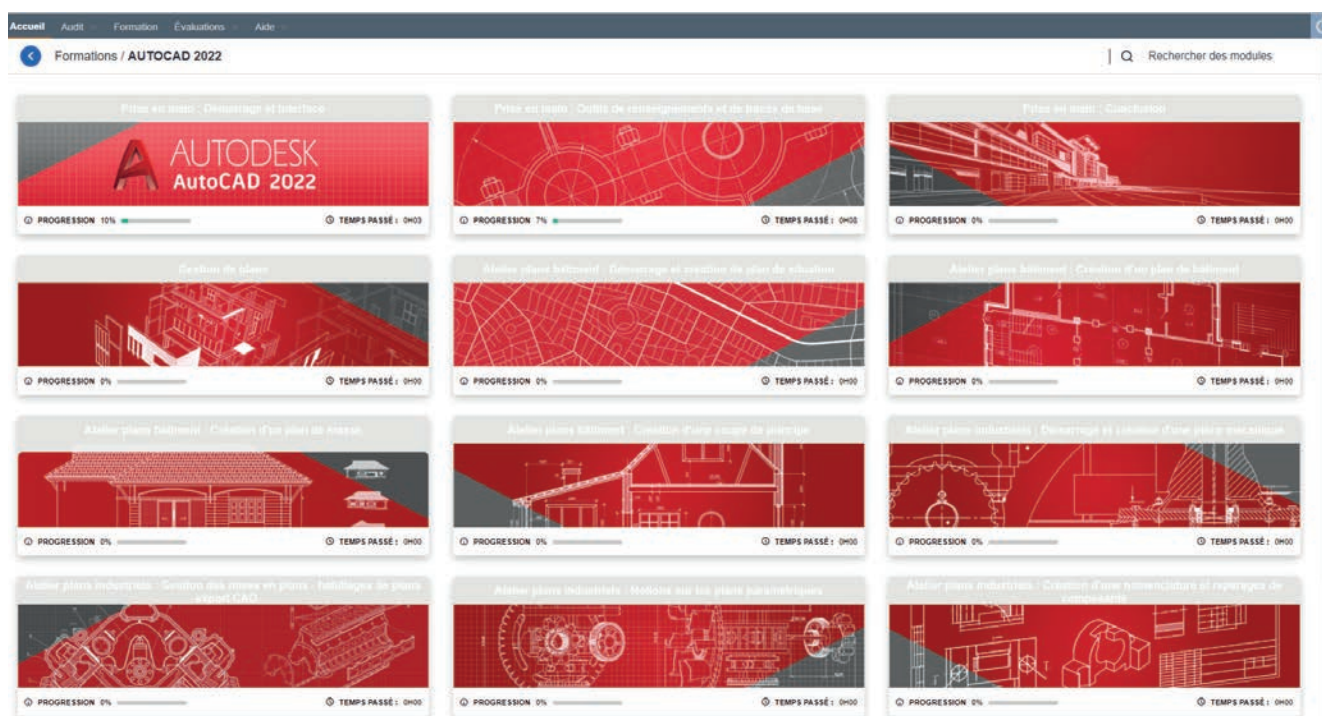 Accueil Audit Formation Évaluations Aide
Formations / AUTOCAD 2022
Rechercher des modules
Prise en main : Démarrage et Interface
AUTODESK
AutoCAD 2022
PROGRESSION 10% TEMPS PASSÉ : 0H03
Prise en main : Outils de renseignements et de tracés de base
PROGRESSION 7% TEMPS PASSÉ : 0H08
Prise en main : Conclusion
PROGRESSION 0% TEMPS PASSÉ : 0H00
Gestion de plans
PROGRESSION 0% TEMPS PASSÉ : 0H00
Atelier plans bâtiment : Démarrage et création de plan de situation
PROGRESSION 0% TEMPS PASSÉ : 0H00
Atelier plans bâtiment : Création d'un plan de bâtiment
PROGRESSION 0% TEMPS PASSÉ : 0H00
Atelier plans bâtiment : Création d'un plan de masse
PROGRESSION 0% TEMPS PASSÉ : 0H00
Atelier plans bâtiment : Création d'une coupe de principe
PROGRESSION 0% TEMPS PASSÉ : 0H00
Atelier plans industriels : Démarrage et création d'une pièce mécanique
PROGRESSION 0% TEMPS PASSÉ : 0H00
Atelier plans industriels : Gestion des mises en plans : habillages de plans
export CAD
PROGRESSION 0% TEMPS PASSÉ : 0H00
Atelier plans industriels : Notions sur les plans paramétriques
PROGRESSION 0% TEMPS PASSÉ : 0H00
Atelier plans industriels : Création d'une nomenclature et repérages de
composants
PROGRESSION 0% TEMPS PASSÉ : 0H00